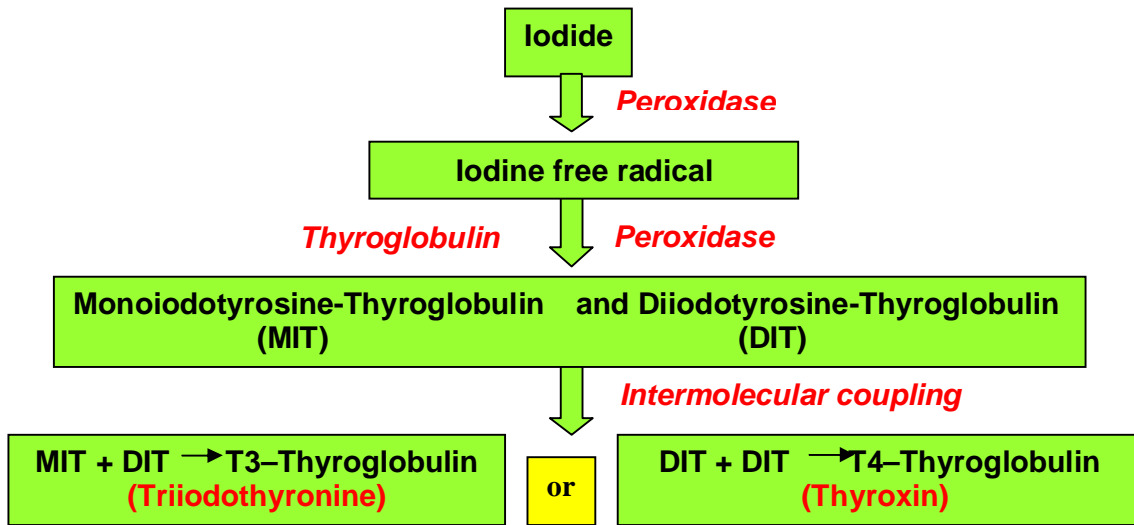 Iodide
Peroxidase
Iodine free radical
Thyroglobulin Peroxidase
Monoiodotyrosine-Thyroglobulin and Diiodotyrosine-Thyroglobulin
(MIT) (DIT)
Intermolecular coupling
MIT + DIT → T3–Thyroglobulin
(Triiodothyronine)
or
DIT + DIT → T4–Thyroglobulin
(Thyroxin)